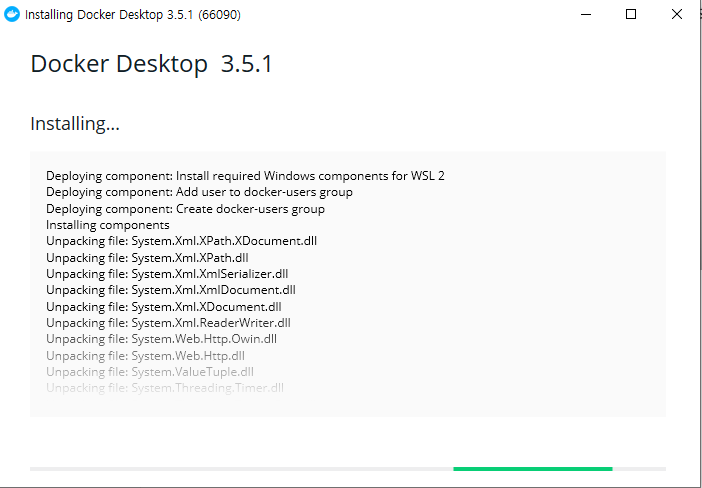 Installing Docker Desktop 3.5.1 (66090)
Docker Desktop 3.5.1
Installing...
Deploying component: Install required Windows components for WSL 2
Deploying component: Add user to docker-users group
Deploying component: Create docker-users group
Installing components
Unpacking file: System.Xml.XPath.XDocument.dll
Unpacking file: System.Xml.XPath.dll
Unpacking file: System.Xml.XmlSerializer.dll
Unpacking file: System.Xml.XmlDocument.dll
Unpacking file: System.Xml.XDocument.dll
Unpacking file: System.Xml.ReaderWriter.dll
Unpacking file: System.Web.Http.Owin.dll
Unpacking file: System.Web.Http.dll
Unpacking file: System.ValueTuple.dll
Unpacking file: System.Threading.Timer.dll